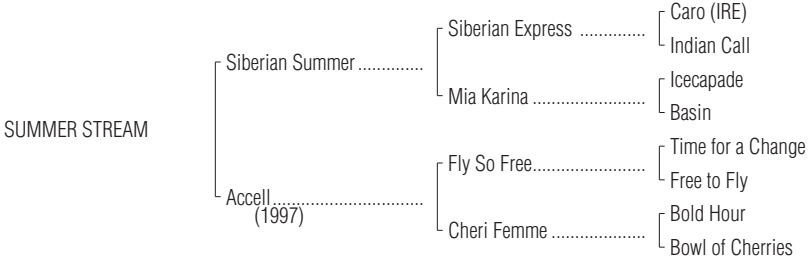 Caro (IRE)
Siberian Express ..............
Indian Call
Siberian Summer ..............
Icecapade
Mia Karina ........................
Basin
SUMMER STREAM
Time for a Change
Fly So Free........................
Free to Fly
Accell................................
(1997)
Bold Hour
Cheri Femme ....................
Bowl of Cherries